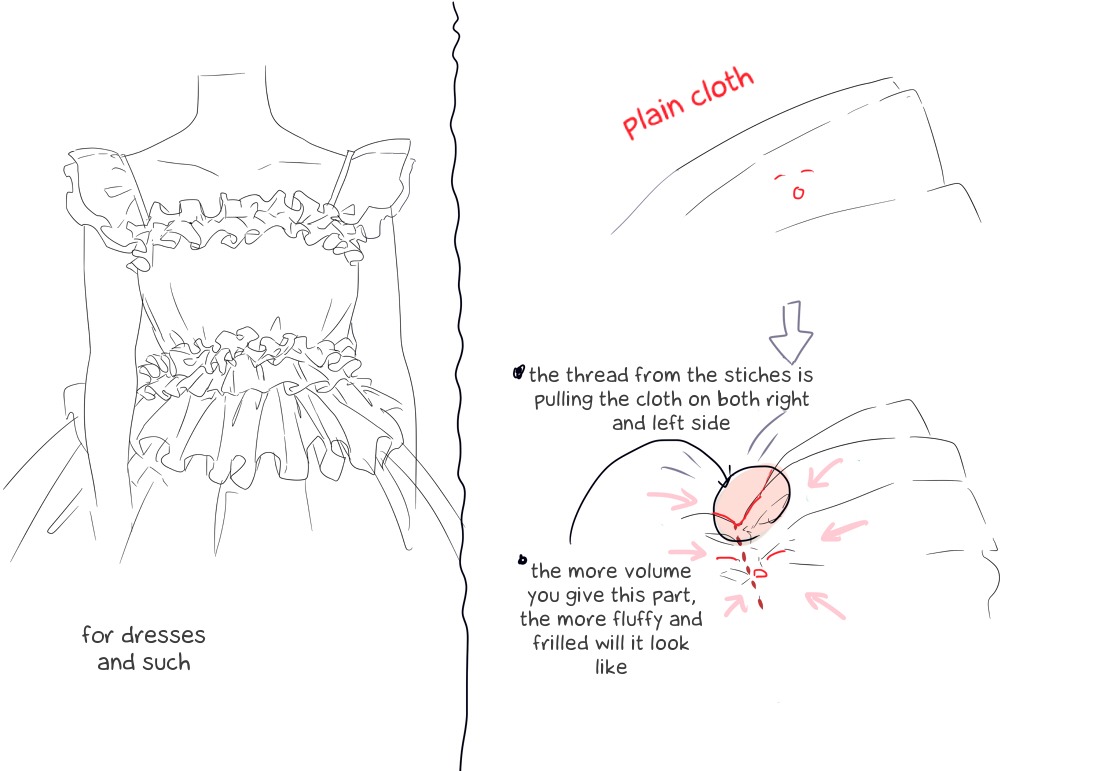 plain cloth
the thread from the stiches is
pulling the cloth on both right
and left side
the more volume
you give this part,
the more fluffy and
frilled will it look
like
for dresses
and such